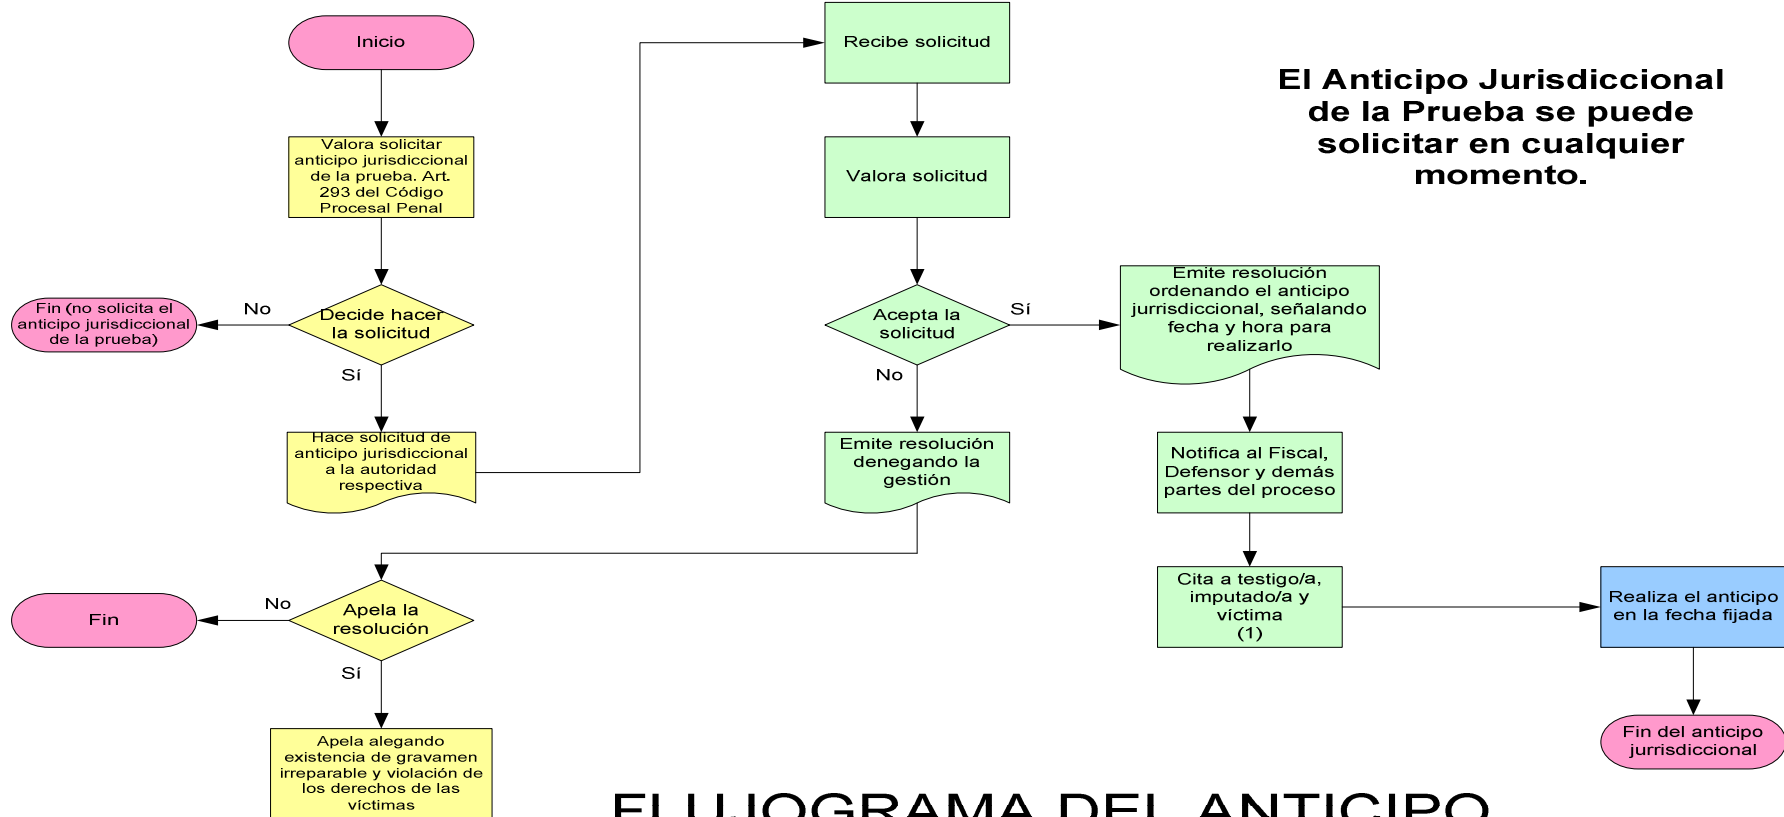 Inicio
Valora solicitar
anticipo jurisdiccional
de la prueba. Art.
293 del Código
Procesal Penal
Decide hacer
la solicitud
No
Fin (no solicita el
anticipo jurisdiccional
de la prueba)
Sí
Hace solicitud de
anticipo jurisdiccional
a la autoridad
respectiva
Recibe solicitud
Valora solicitud
Acepta la
solicitud
Sí
No
Emite resolución
denegando la
gestión
Emite resolución
ordenando el anticipo
jurrisdiccional, señalando
fecha y hora para
realizarlo
Notifica al Fiscal,
Defensor y demás
partes del proceso
Cita a testigo/a,
imputado/a y
víctima
(1)
Realiza el anticipo
en la fecha fijada
Fin del anticipo
jurrisdiccional
Apela la
resolución
No
Fin
Sí
Apela alegando
existencia de gravamen
irreparable y violación de
los derechos de las
víctimas
El Anticipo Jurisdiccional
de la Prueba se puede
solicitar en cualquier
momento.
FLUJOGRAMA DEL ANTICIPO